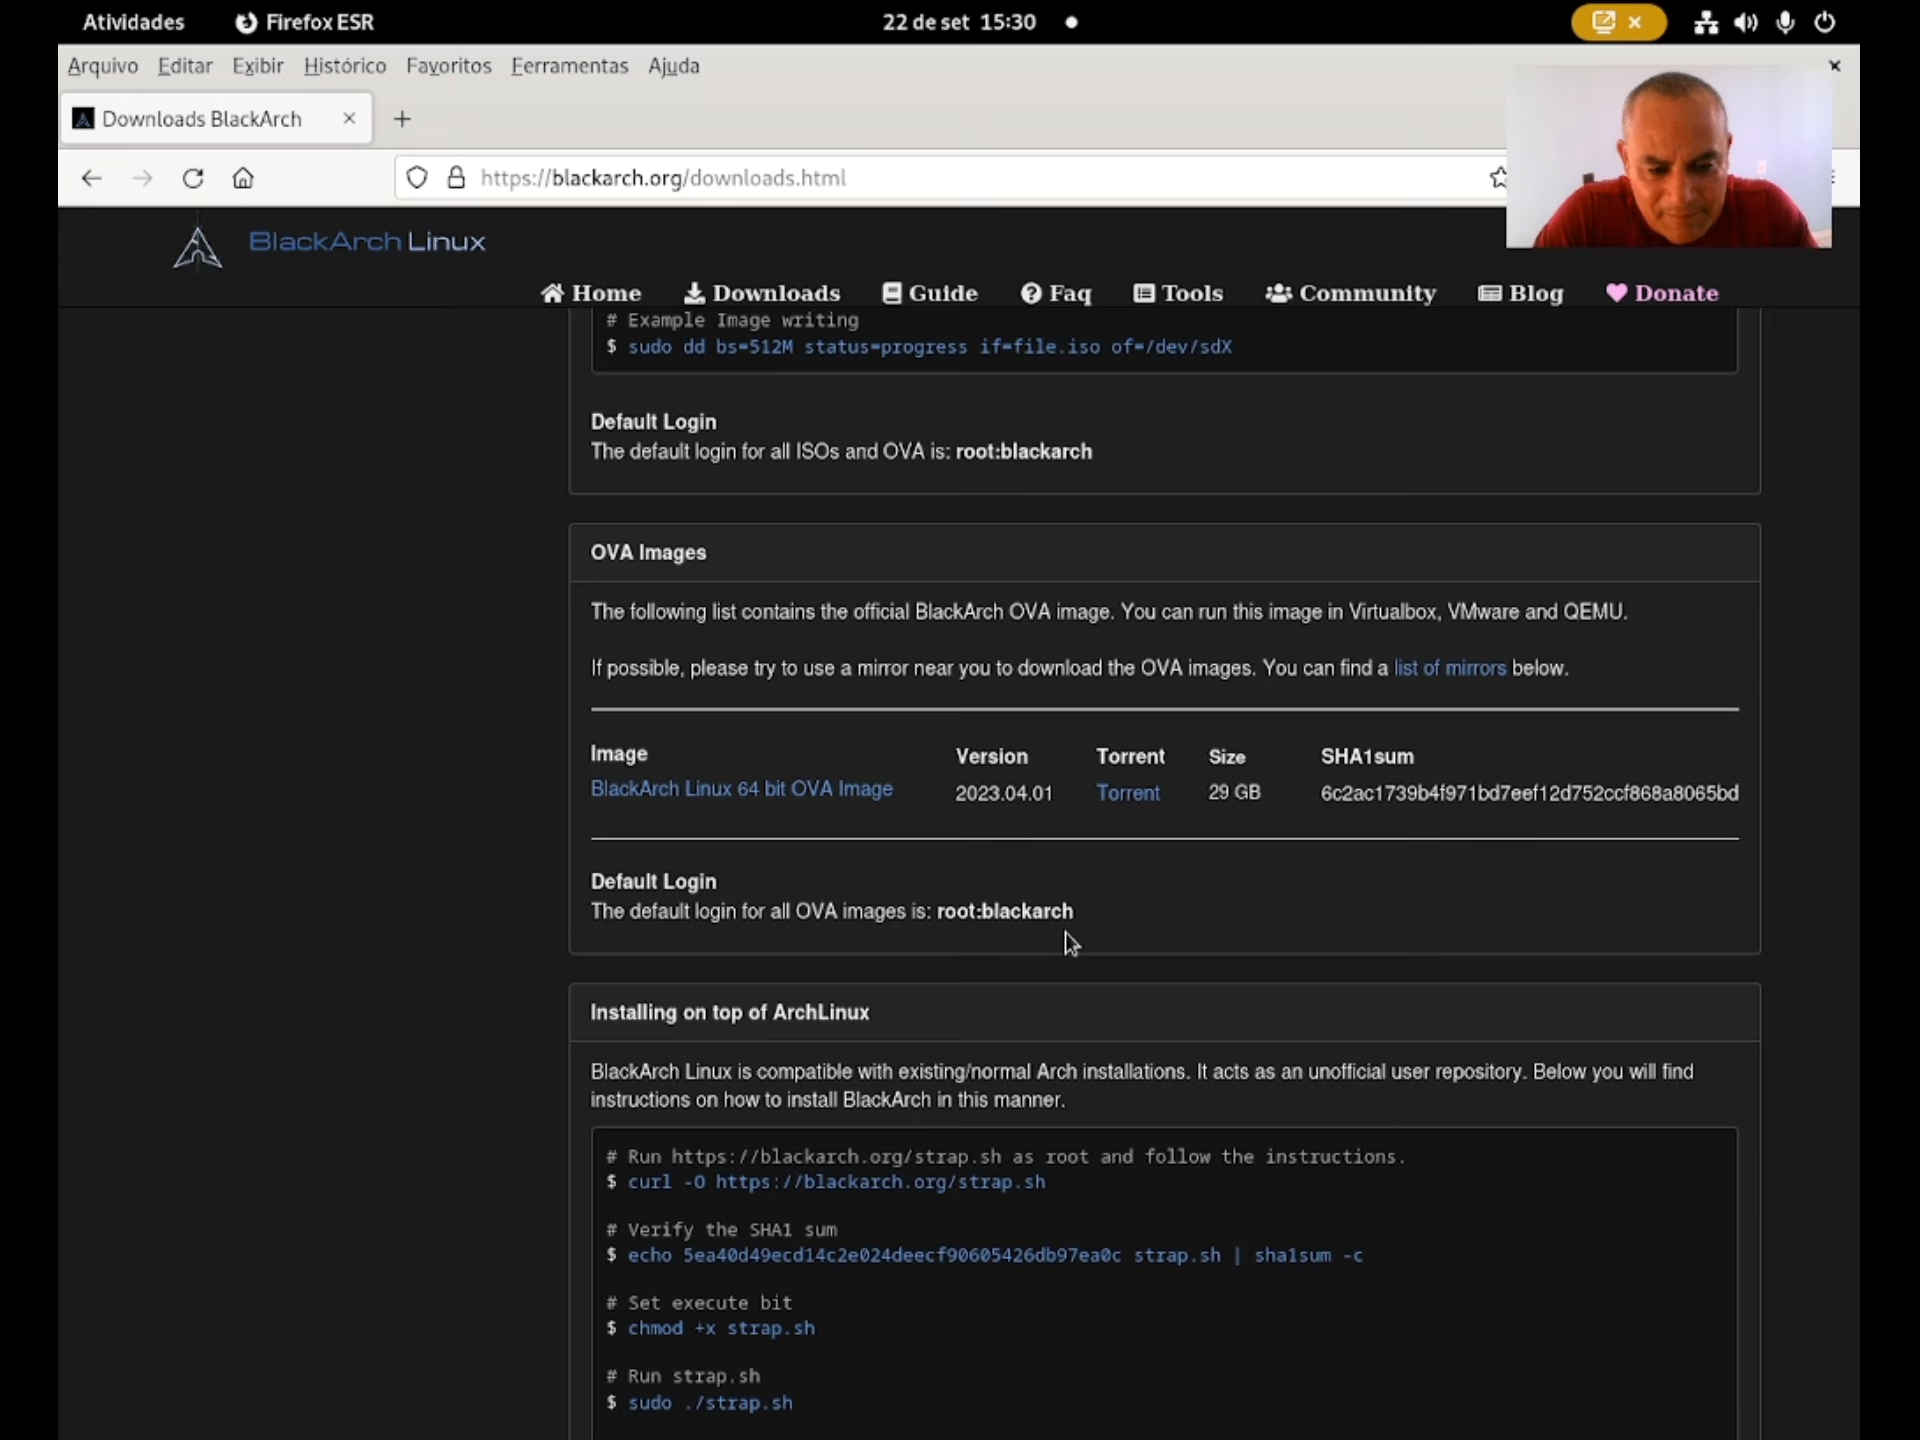 Atividades Firefox ESR 22 de set 15:30
Arquivo Editar Exibir Histórico Favoritos Ferramentas Ajuda
Downloads BlackArch
https://blackarch.org/downloads.html
BlackArch Linux
Home Downloads Guide Faq Tools Community Blog Donate
# Example Image writing
$ sudo dd bs=512M status=progress if=file.iso of=/dev/sdX
Default Login
The default login for all ISOs and OVA is: root:blackarch
OVA Images
The following list contains the official BlackArch OVA image. You can run this image in Virtualbox, VMware and QEMU.
If possible, please try to use a mirror near you to download the OVA images. You can find a list of mirrors below.
Image Version Torrent Size SHA1sum
BlackArch Linux 64 bit OVA Image 2023.04.01 Torrent 29 GB 6c2ac1739b4f971bd7eef12d752ccf868a8065bd
Default Login
The default login for all OVA images is: root:blackarch
Installing on top of ArchLinux
BlackArch Linux is compatible with existing/normal Arch installations. It acts as an unofficial user repository. Below you will find
instructions on how to install BlackArch in this manner.
# Run https://blackarch.org/strap.sh as root and follow the instructions.
$ curl -O https://blackarch.org/strap.sh
# Verify the SHA1 sum
$ echo 5ea40d49ecd14c2e024deecf90605426db97ea0c strap.sh | sha1sum -c
# Set execute bit
$ chmod +x strap.sh
# Run strap.sh
$ sudo ./strap.sh